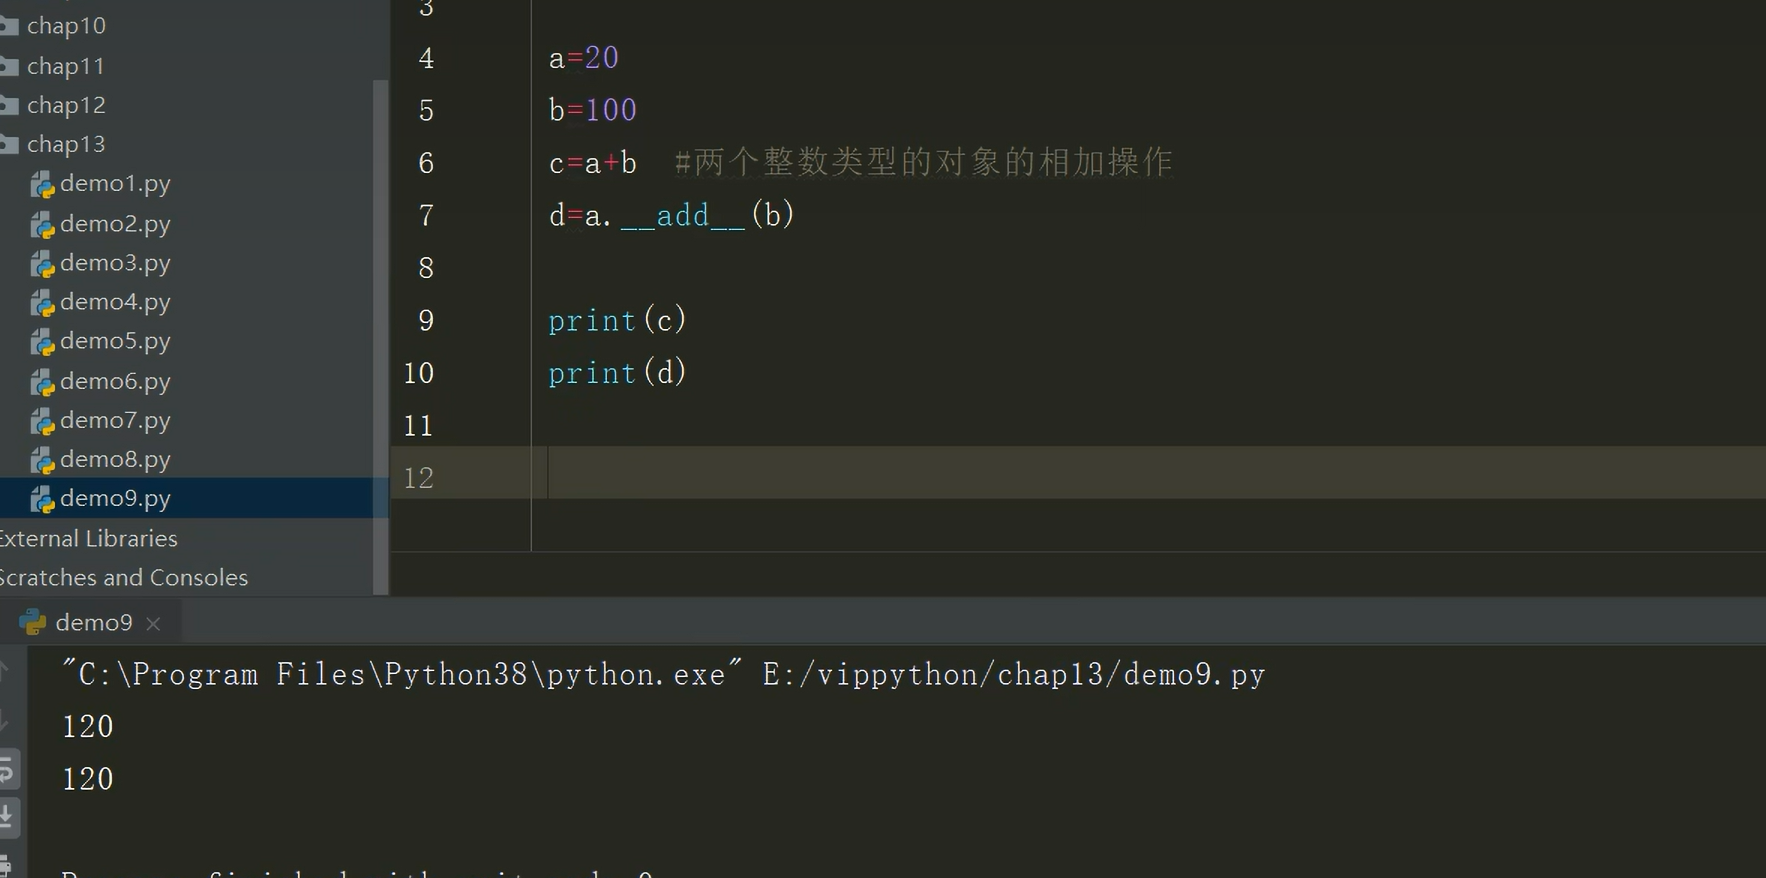 chap10
chap11
chap12
chap13
demo1.py
demo2.py
demo3.py
demo4.py
demo5.py
demo6.py
demo7.py
demo8.py
demo9.py
External Libraries
Scratches and Consoles
3
4 a=20
5 b=100
6 c=a+b #两个整数类型的对象的相加操作
7 d=a.__add__(b)
8
9 print(c)
10 print(d)
11
12
demo9
"C:\Program Files\Python38\python.exe" E:/vippython/chap13/demo9.py
120
120